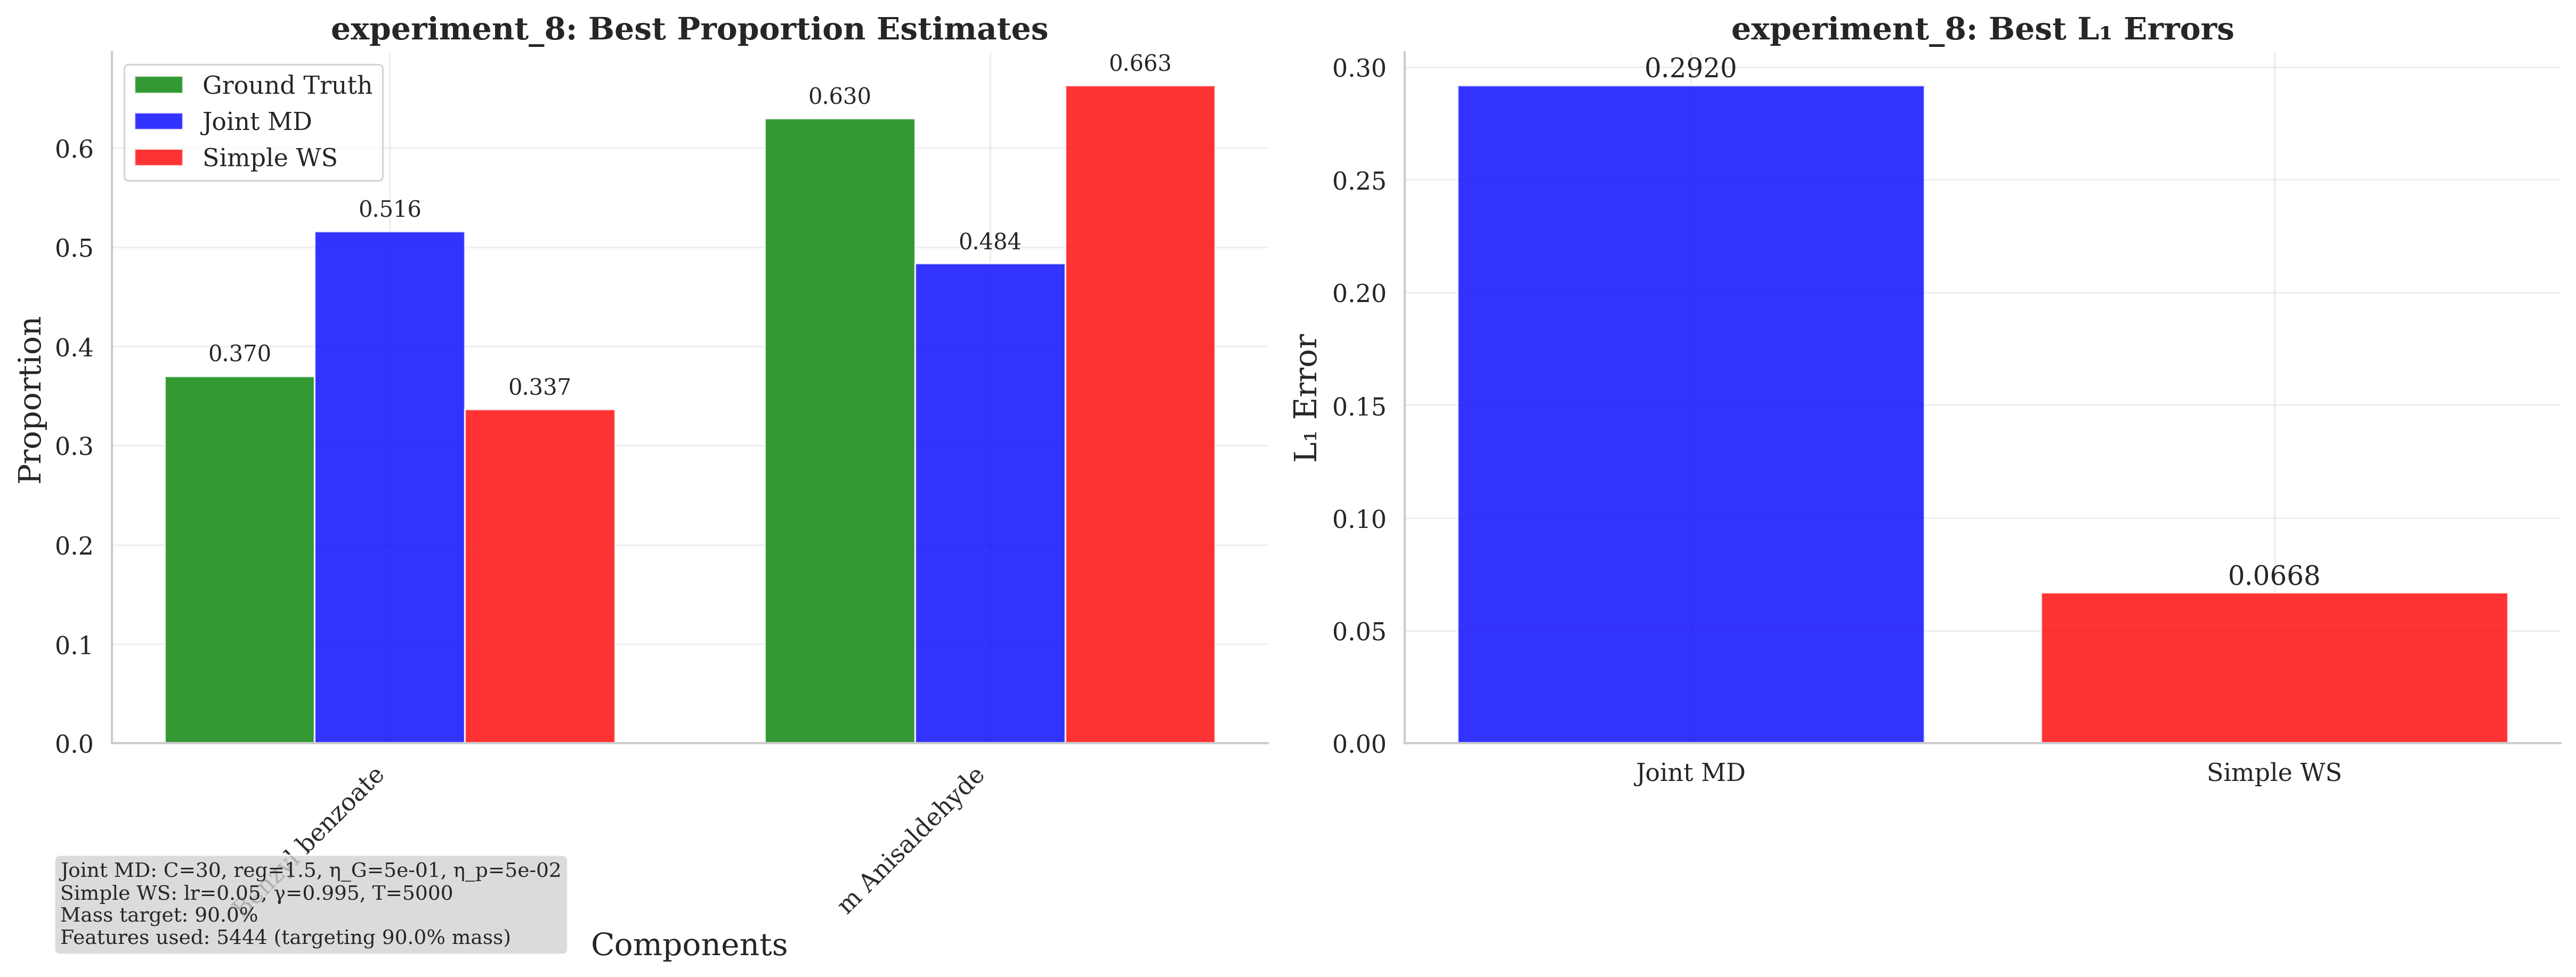 experiment_8: Best Proportion Estimates
Ground Truth
Joint MD
Simple WS
Proportion
0.6
0.5
0.4
0.3
0.2
0.1
0.0
0.370
0.516
0.337
0.630
0.484
0.663
Benzyl benzoate
m Anisaldehyde
Components
Joint MD: C=30, reg=1.5, η_G=5e-01, η_p=5e-02
Simple WS: lr=0.05, γ=0.995, T=5000
Mass target: 90.0%
Features used: 5444 (targeting 90.0% mass)
experiment_8: Best L₁ Errors
L₁ Error
0.30
0.25
0.20
0.15
0.10
0.05
0.00
0.2920
0.0668
Joint MD
Simple WS